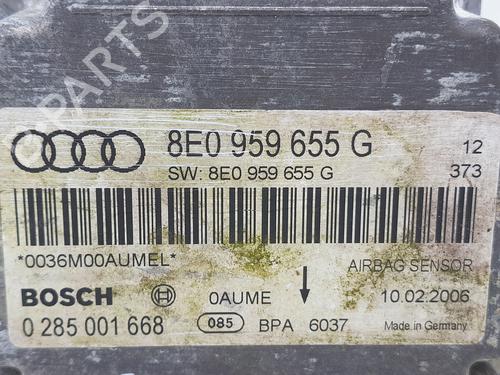 PARTS
8E0 959 655 G 12
SW: 8E0 959 655 G 373
*0036M00AUMEL*
AIRBAG SENSOR
BOSCH 0AUME 10.02.2006
0 285 001 668 085 BPA 6037 Made in Germany